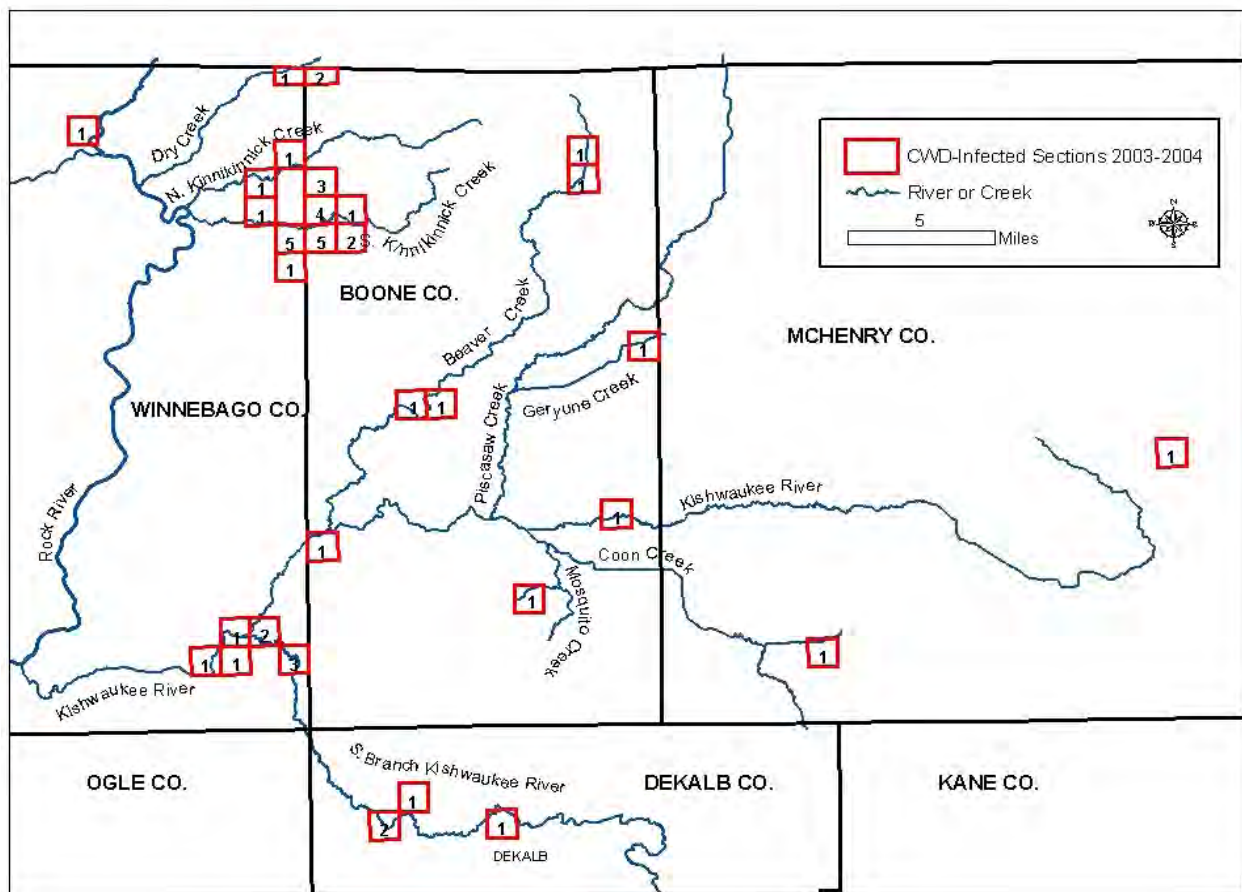 1 2
1
Dry Creek
N. Kinnikinnick Creek
1
1 3
1 4 1
S. Kinnikinnick Creek
5 5 2
1
1
1
CWD-Infected Sections 2003-2004
River or Creek
5
Miles
N
BOONE CO.
Beaver Creek
MCHENRY CO.
1
Geryune Creek
WINNEBAGO CO.
1 1
Piscasaw Creek
1
Rock River
Kishwaukee River
1
1
Coon Creek
1
Mosquito Creek
1 2
1 1 3
1
Kishwaukee River
S. Branch Kishwaukee River
OGLE CO.
DEKALB CO.
KANE CO.
1
2
1
DEKALB